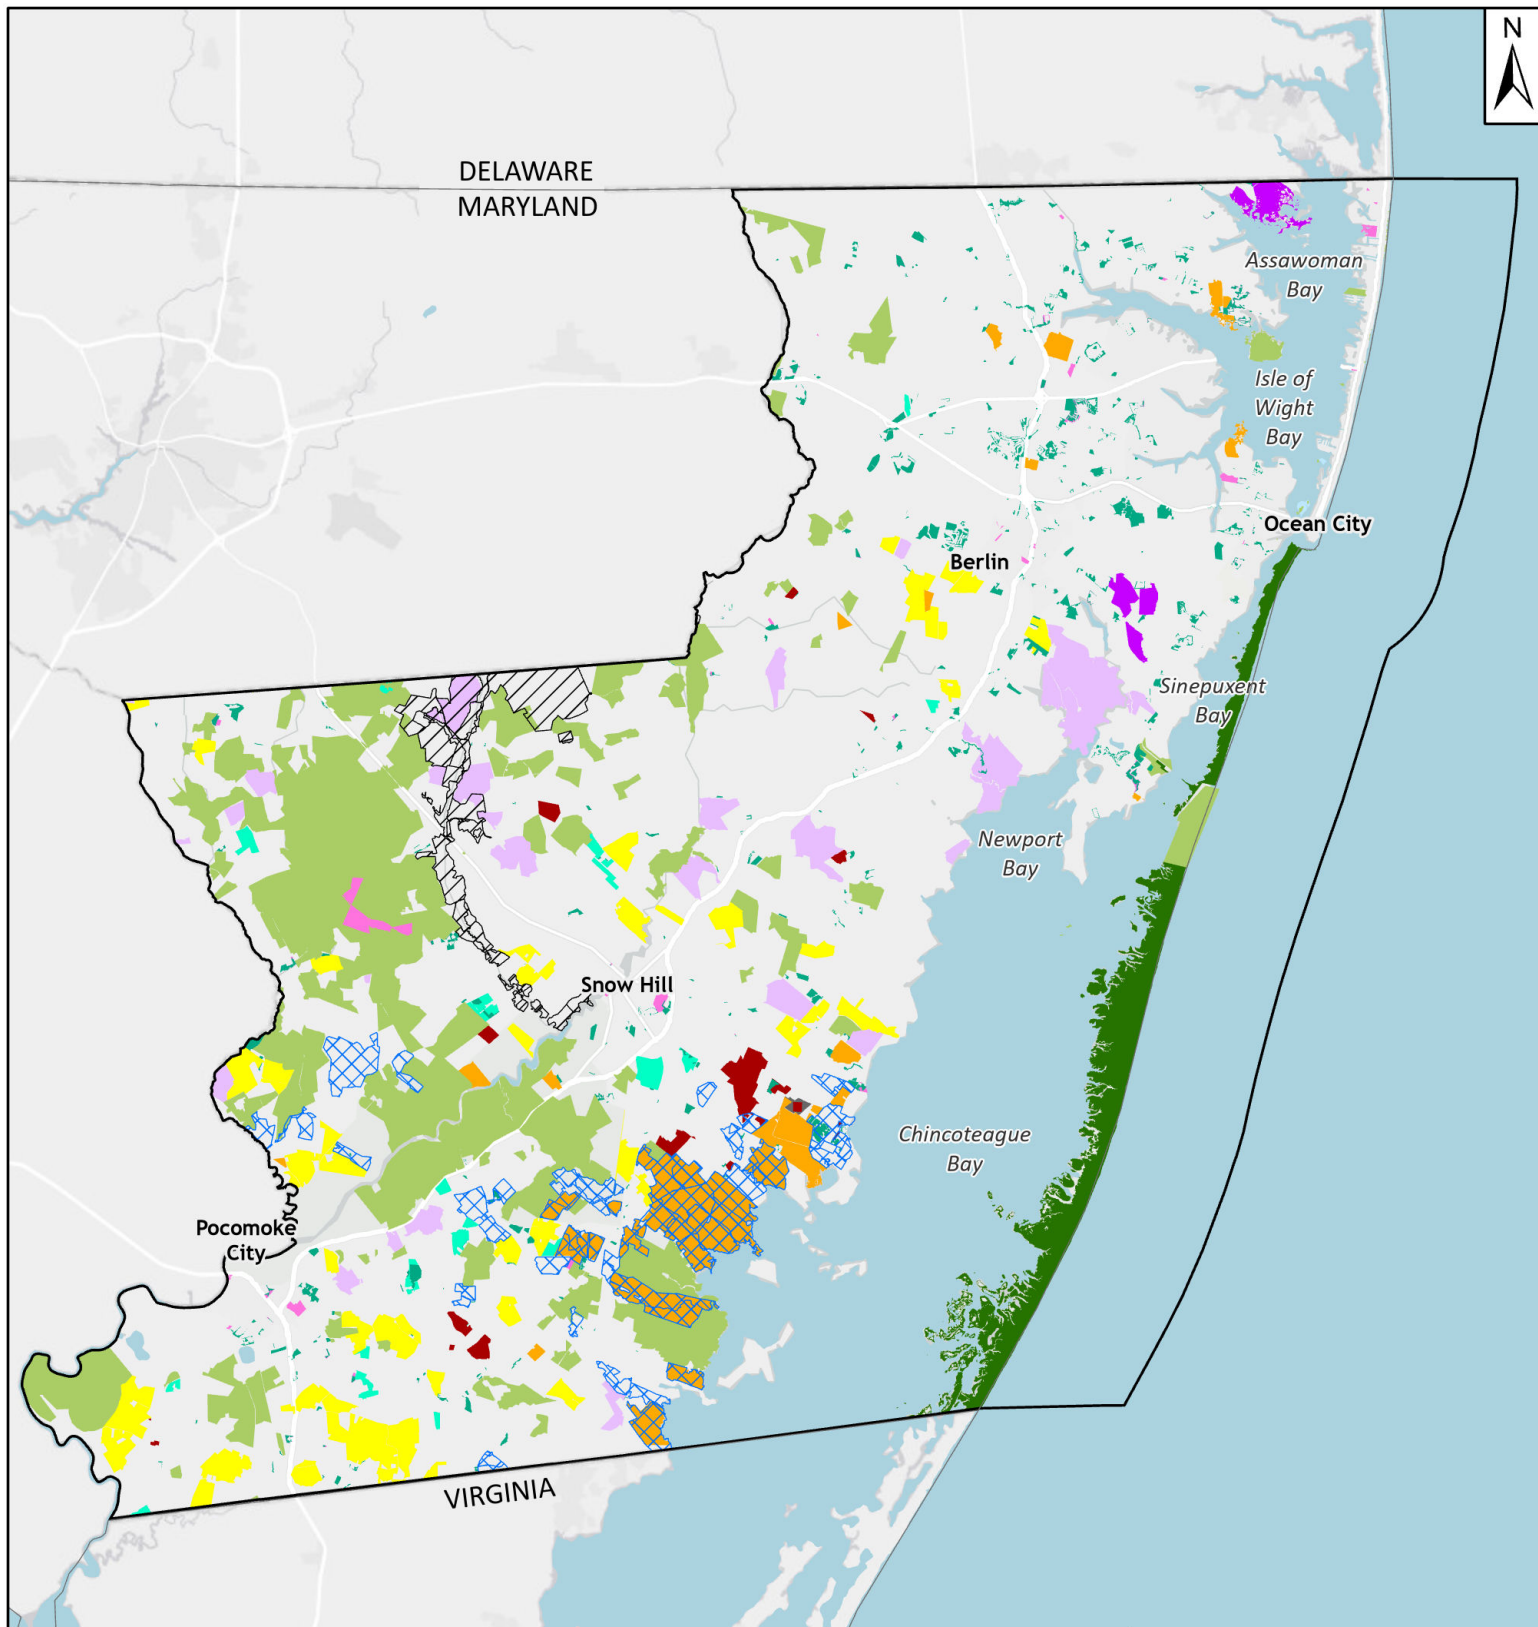 N
DELAWARE
MARYLAND
Assawoman
Bay
Isle of
Wight
Bay
Ocean City
Berlin
Sinepuxent
Bay
Newport
Bay
Snow Hill
Chincoteague
Bay
Pocomoke
City
VIRGINIA